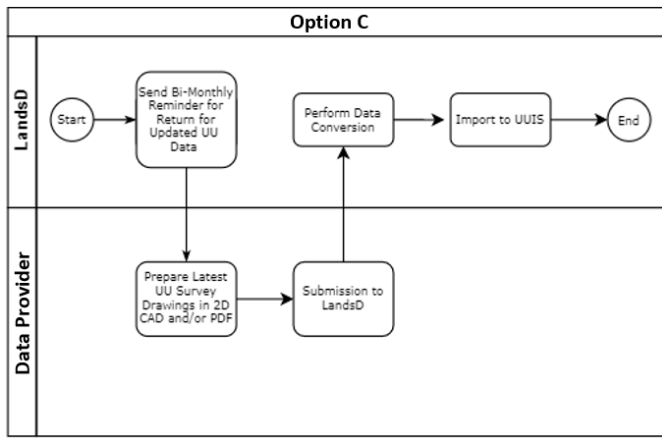 Option C
LandsD
Start
Send Bi-Monthly
Reminder for
Return for
Updated UU
Data
Perform Data
Conversion
Import to UUIS
End
Data Provider
Prepare Latest
UU Survey
Drawings in 2D
CAD and/or PDF
Submission to
LandsD